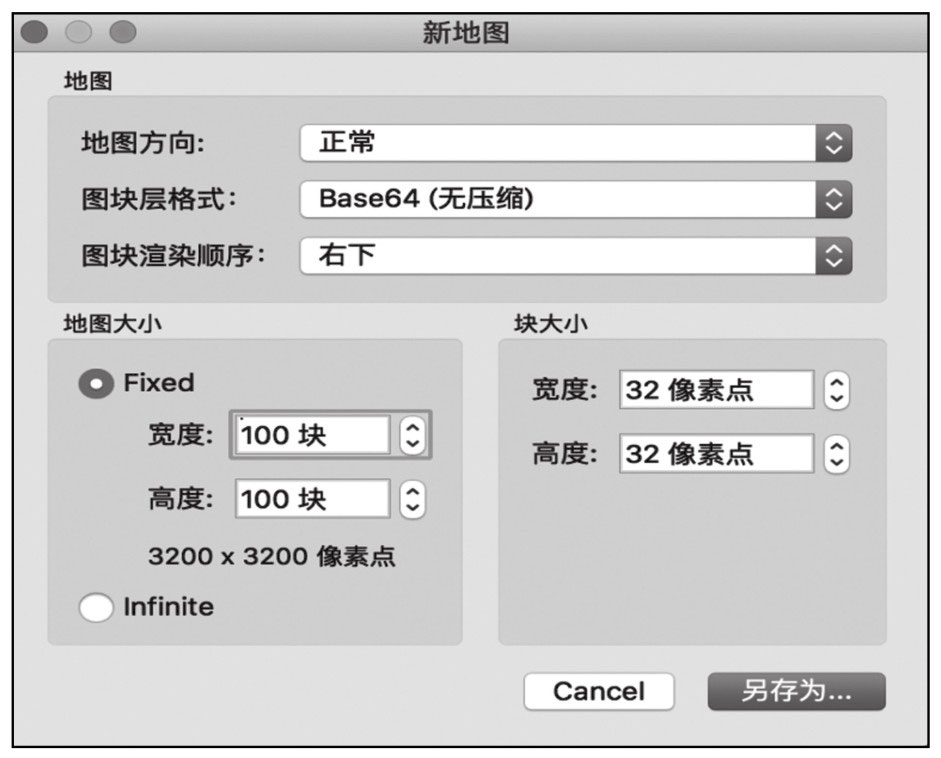 新地图
地图
地图方向: 正常
图块层格式: Base64 (无压缩)
图块渲染顺序: 右下
地图大小
Fixed
宽度: 100 块
高度: 100 块
3200 x 3200 像素点
Infinite
块大小
宽度: 32 像素点
高度: 32 像素点
Cancel
另存为...